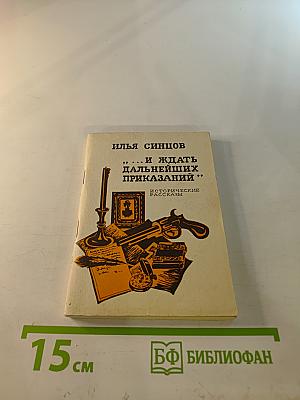 ИЛЬЯ СИНЦОВ
„...И ЖДАТЬ
ДАЛЬНЕЙШИХ
ПРИКАЗАНИЙ”
ИСТОРИЧЕСКИЕ
РАССКАЗЫ
15 см
БФ БИБЛИОФАН